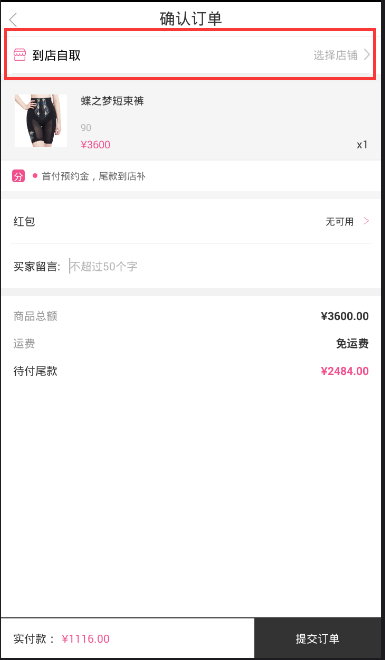 确认订单
到店自取 选择店铺
蝶之梦短束裤
90
¥3600 x1
分 首付预约金，尾款到店补
红包 无可用
买家留言: 不超过50个字
商品总额 ¥3600.00
运费 免运费
待付尾款 ¥2484.00
实付款： ¥1116.00 提交订单